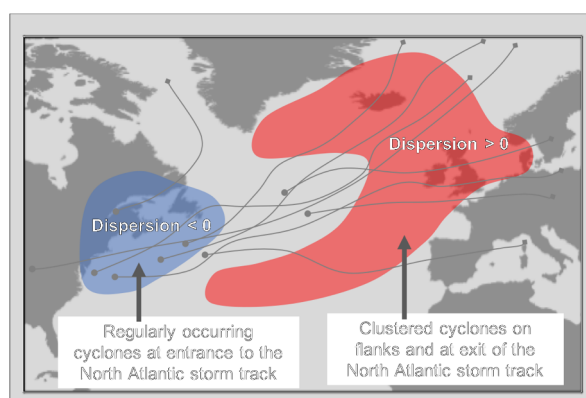 Dispersion > 0
Dispersion < 0
Regularly occurring
cyclones at entrance to the
North Atlantic storm track
Clustered cyclones on
flanks and at exit of the
North Atlantic storm track